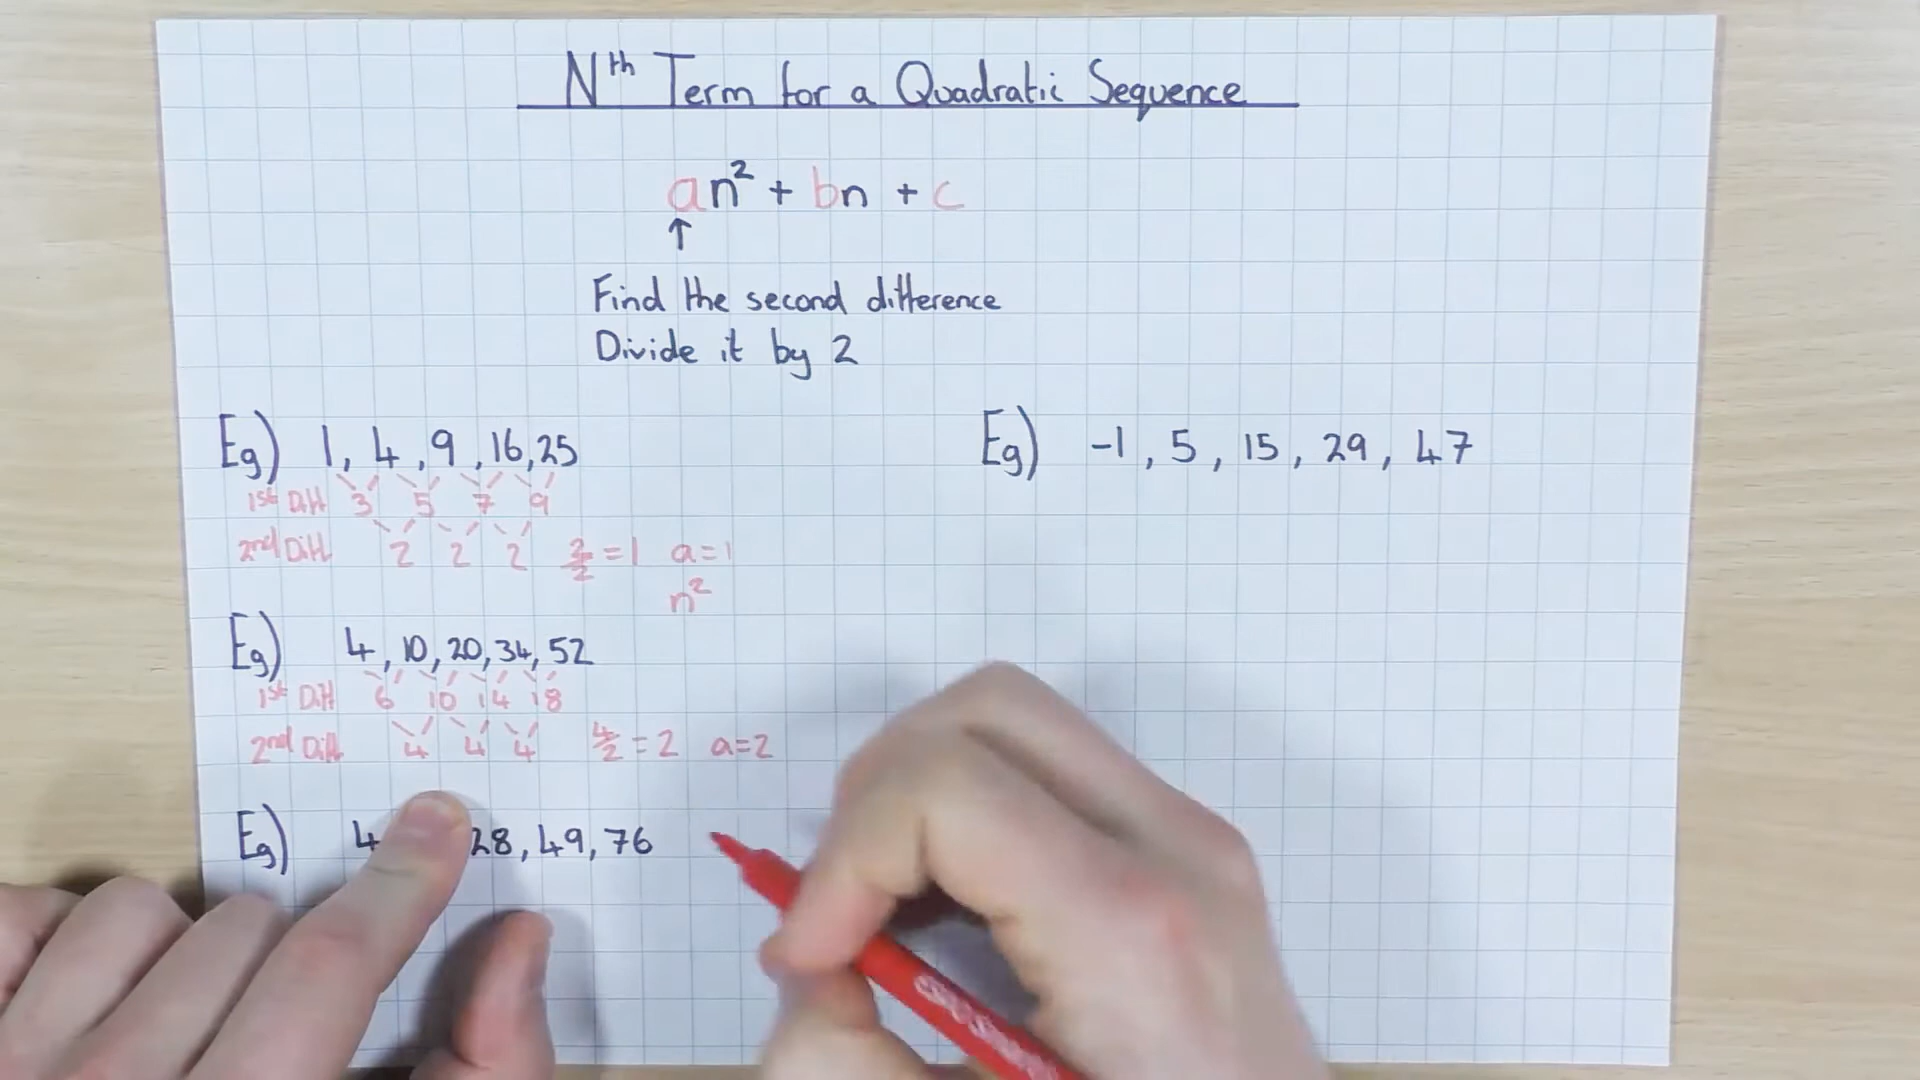 Nth Term for a Quadratic Sequence
an² + bn + c
↑
Find the second difference
Divide it by 2
Eg) 1, 4, 9, 16, 25
1st Diff 3 5 7 9
2nd Diff 2 2 2 2/2 = 1 a = 1
n²
Eg) 4, 10, 20, 34, 52
1st Diff 6 10 14 18
2nd Diff 4 4 4 4/2 = 2 a=2
Eg) 4 28, 49, 76
Eg) -1, 5, 15, 29, 47